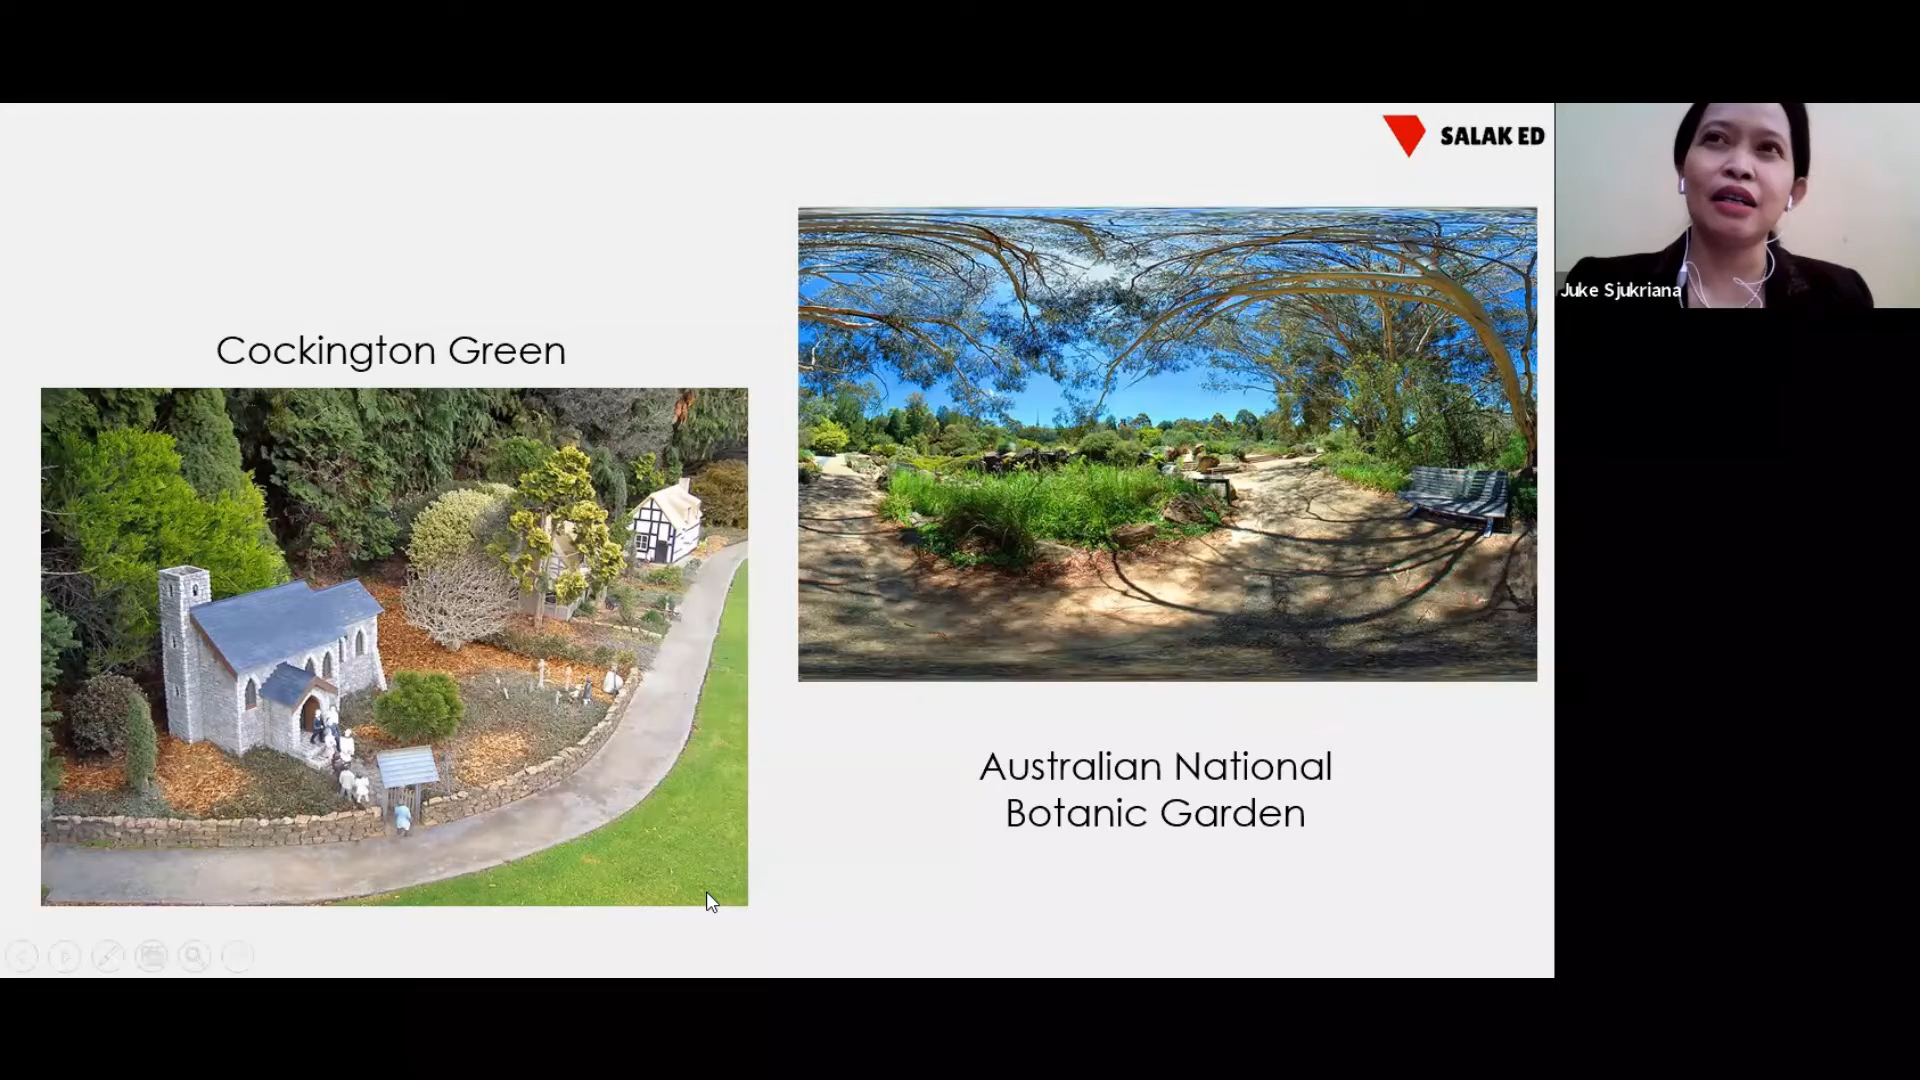 SALAK ED
Juke Sjukriana
Cockington Green
Australian National
Botanic Garden